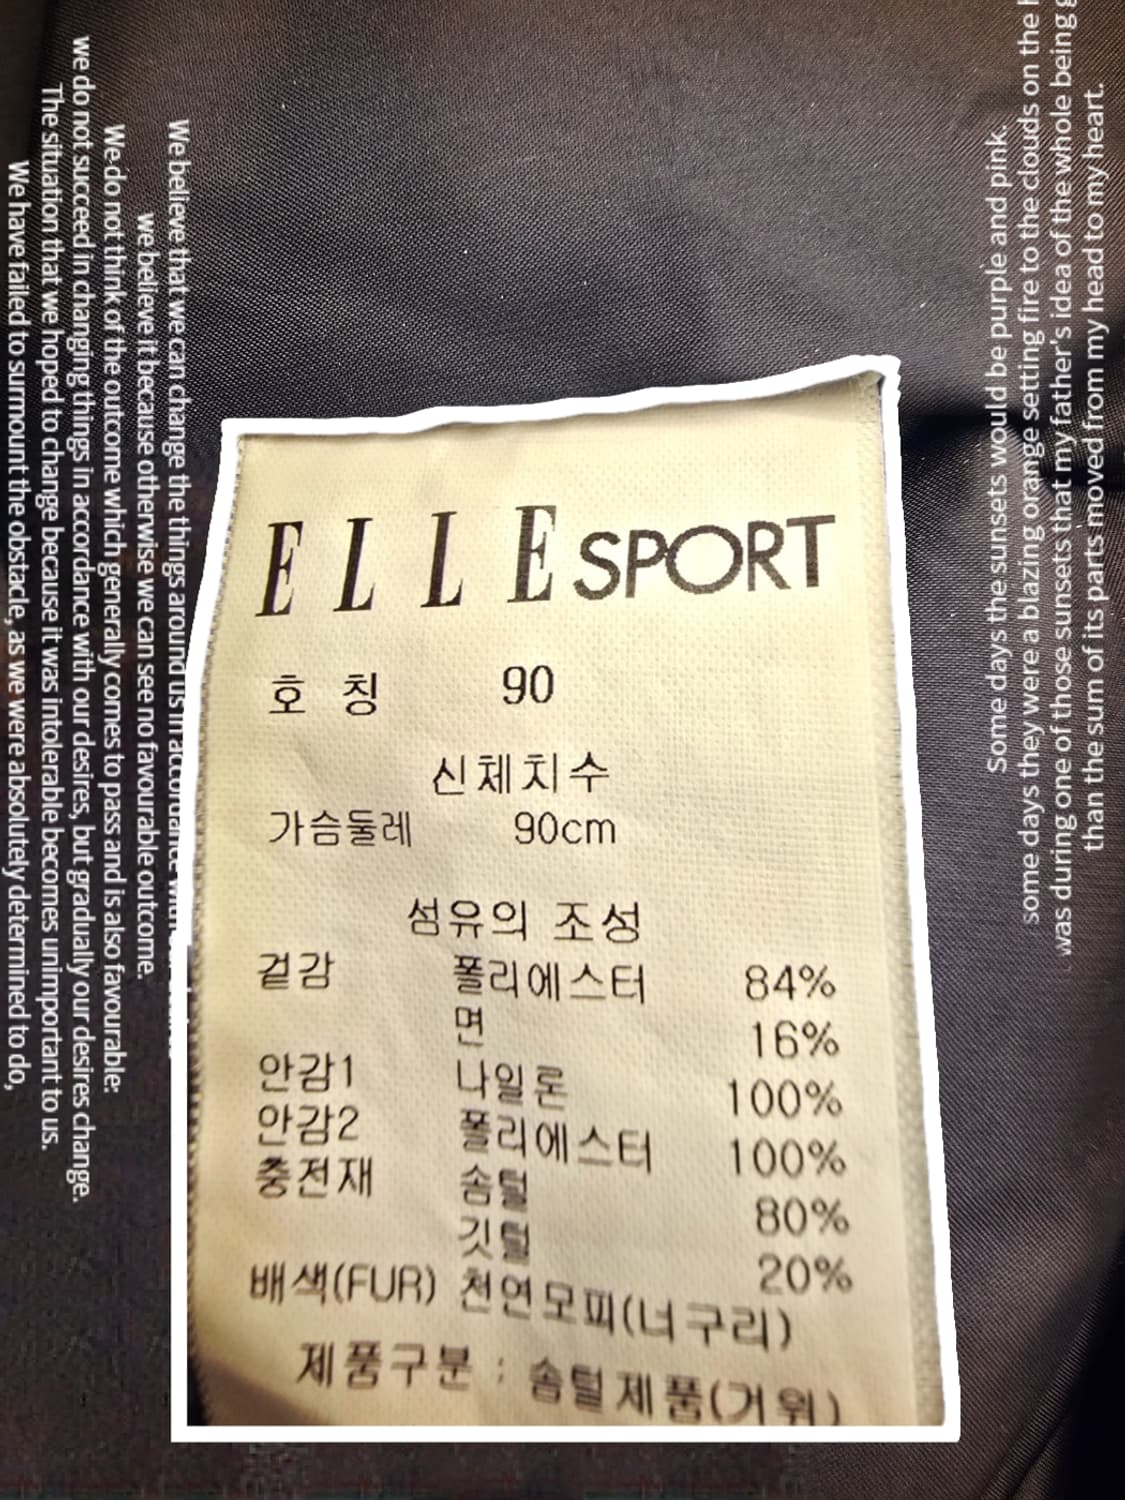 ELLE SPORT
호 칭 90
신체치수
가슴둘레 90cm
섬유의 조성
겉감 폴리에스터 84%
면 16%
안감1 나일론 100%
안감2 폴리에스터 100%
충전재 솜털 80%
깃털 20%
배색(FUR) 천연모피(너구리)
제품구분 : 솜털제품(거위)
We believe that we can change the things around us in accordance with
we believe it because otherwise we can see no favourable outcome.
We do not think of the outcome which generally comes to pass and is also favourable:
we do not succeed in changing things in accordance with our desires, but gradually our desires change.
The situation that we hoped to change because it was intolerable becomes unimportant to us.
We have failed to surmount the obstacle, as we were absolutely determined to do,
Some days the sunsets would be purple and pink.
some days they were a blazing orange setting fire to the clouds on the
was during one of those sunsets that my father's idea of the whole being
than the sum of its parts moved from my head to my heart.